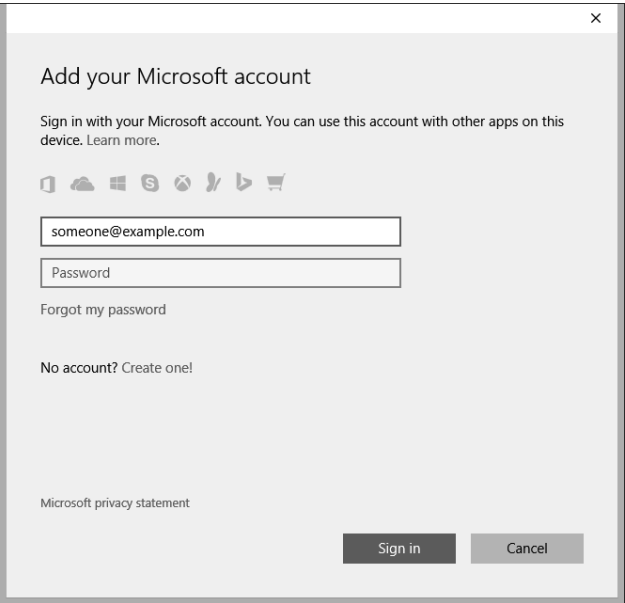 Add your Microsoft account
Sign in with your Microsoft account. You can use this account with other apps on this
device. Learn more.
someone@example.com
Password
Forgot my password
No account? Create one!
Microsoft privacy statement
Sign in Cancel